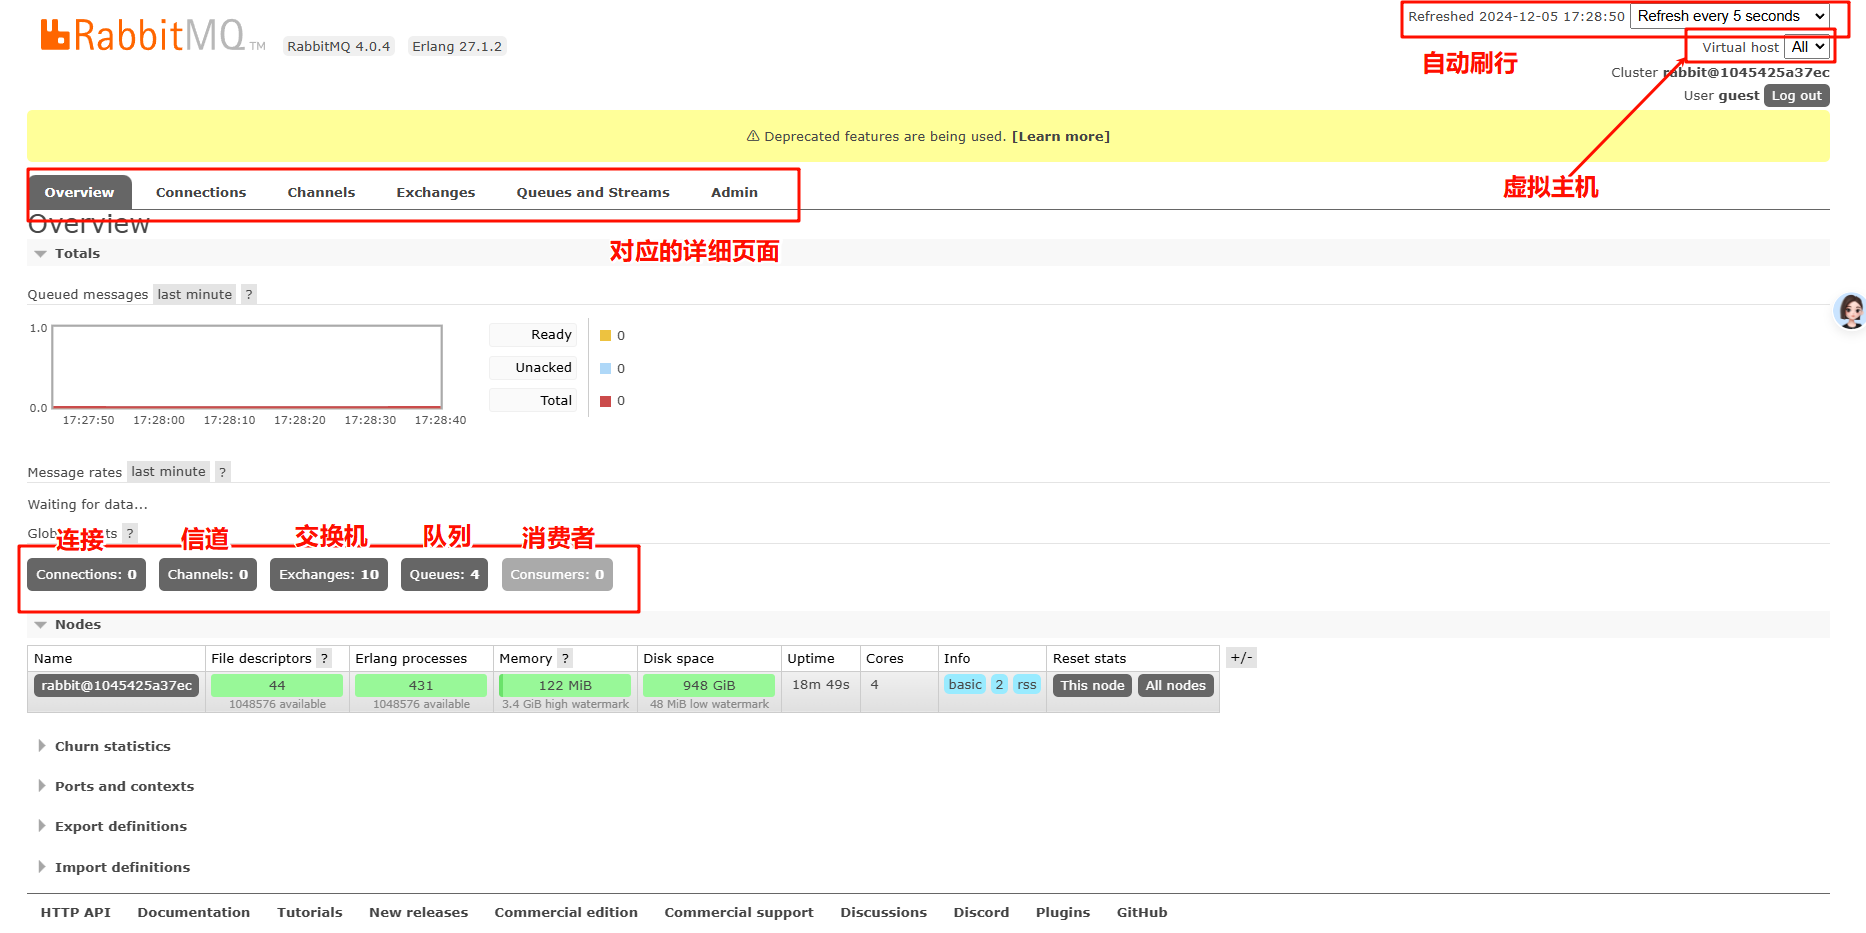 RabbitMQ TM RabbitMQ 4.0.4 Erlang 27.1.2
Refreshed 2024-12-05 17:28:50 Refresh every 5 seconds
自动刷行
Virtual host All
Cluster rabbit@1045425a37ec
User guest Log out
⚠ Deprecated features are being used. [Learn more]
虚拟主机
Overview Connections Channels Exchanges Queues and Streams Admin
Overview
对应的详细页面
Totals
Queued messages last minute ?
1.0
0.0
17:27:50 17:28:00 17:28:10 17:28:20 17:28:30 17:28:40
Ready 0
Unacked 0
Total 0
Message rates last minute ?
Waiting for data...
?
连接 信道 交换机 队列 消费者
Connections: 0 Channels: 0 Exchanges: 10 Queues: 4 Consumers: 0
Nodes
Name File descriptors ? Erlang processes Memory ? Disk space Uptime Cores Info Reset stats +/-
rabbit@1045425a37ec 44 431 122 MiB 948 GiB 18m 49s 4 basic 2 rss This node All nodes
1048576 available 1048576 available 3.4 GiB high watermark 48 MiB low watermark
Churn statistics
Ports and contexts
Export definitions
Import definitions
HTTP API Documentation Tutorials New releases Commercial edition Commercial support Discussions Discord Plugins GitHub